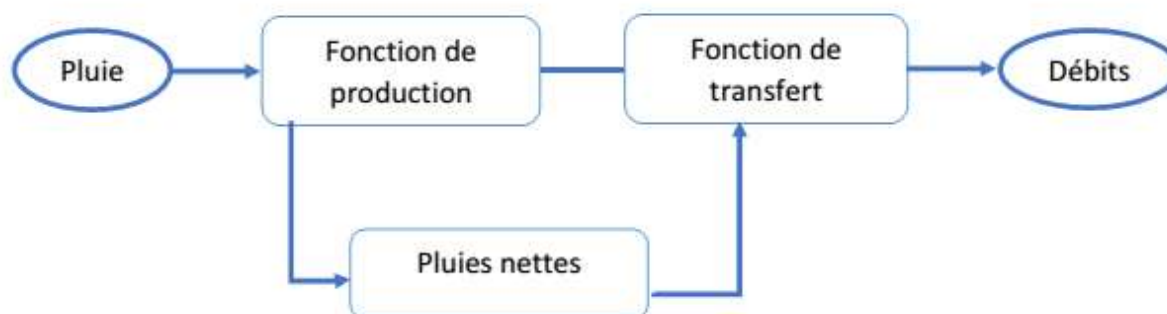 Pluie
Fonction de
production
Fonction de
transfert
Débits
Pluies nettes